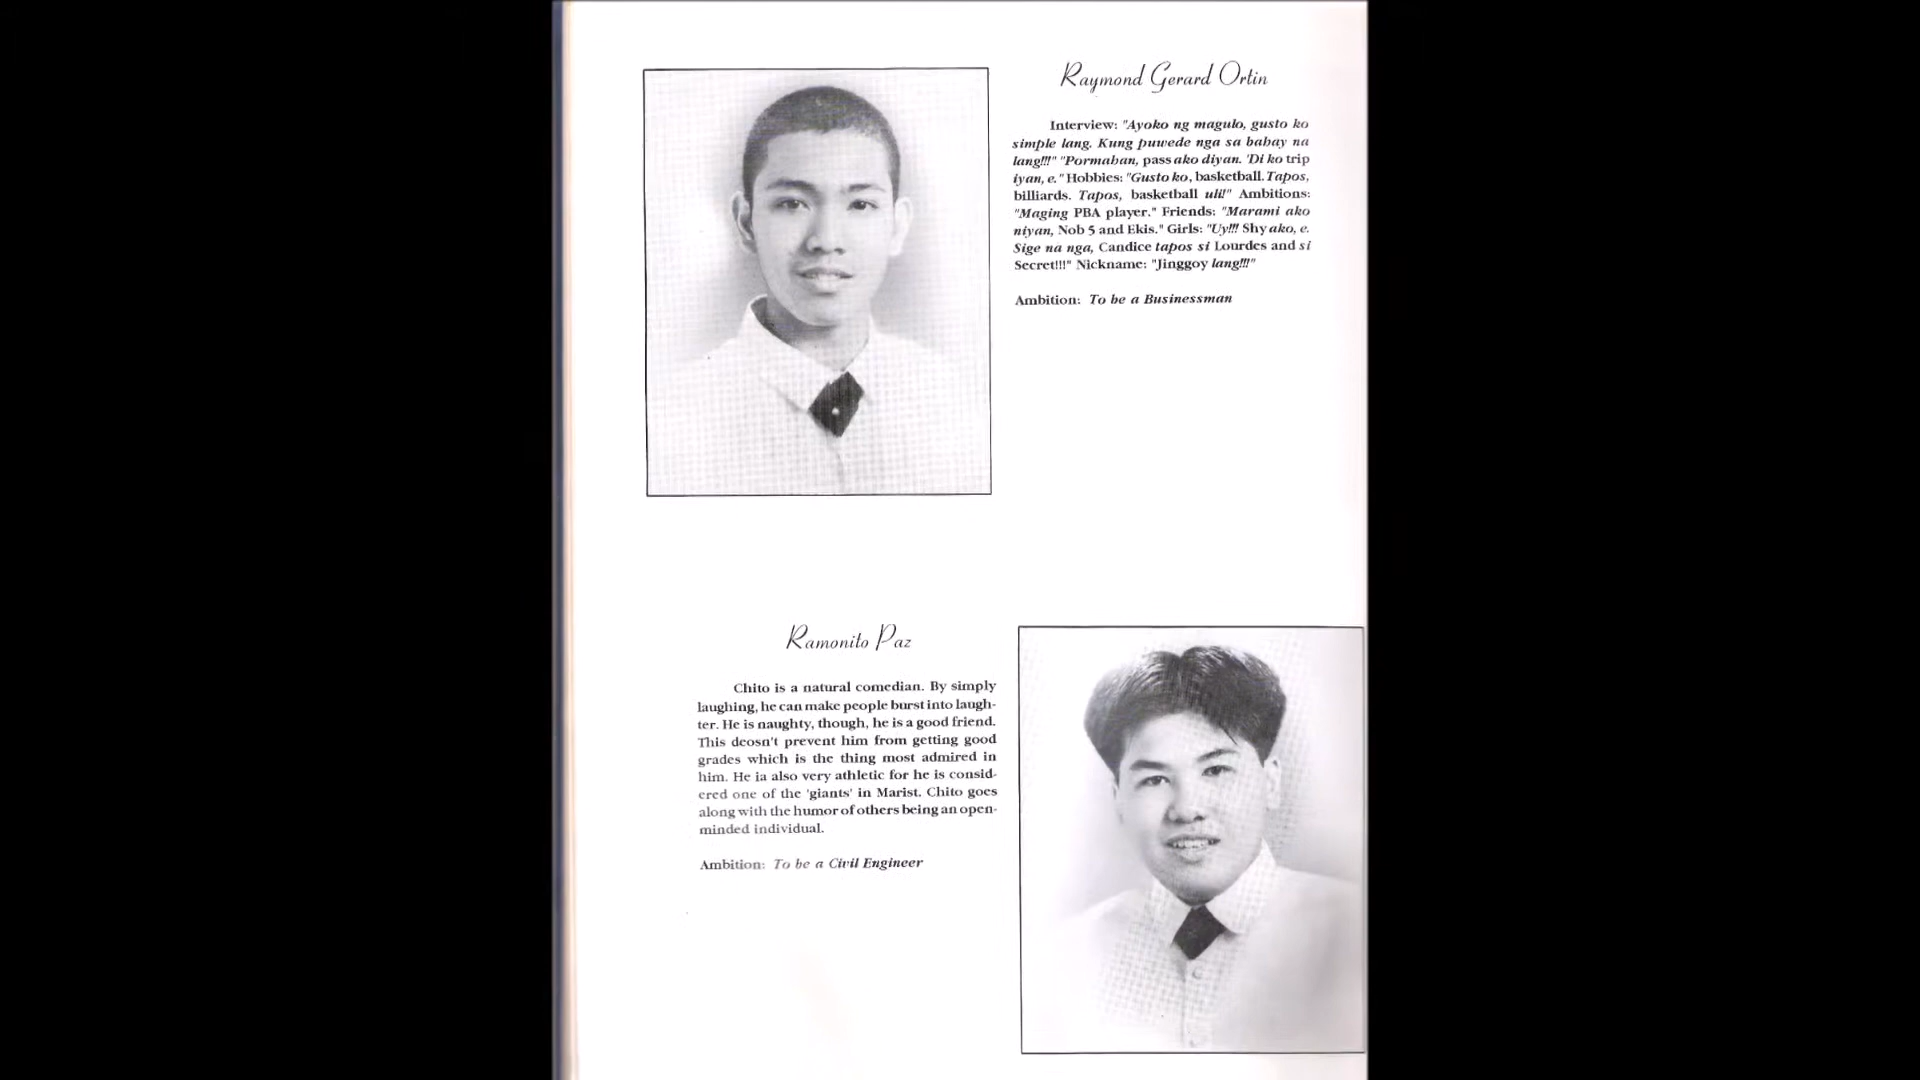 Raymond Gerard Ortin
Interview: "Ayoko ng magulo, gusto ko
simple lang. Kung puwede nga sa bahay na
lang!!!" "Pormahan, pass ako diyan. 'Di ko trip
iyan, e." Hobbies: "Gusto ko, basketball. Tapos,
billiards. Tapos, basketball uli!" Ambitions:
"Maging PBA player." Friends: "Marami ako
niyan, Nob 5 and Ekis." Girls: "Uy!!! Shy ako, e.
Sige na nga, Candice tapos si Lourdes and si
Secret!!!" Nickname: "Jinggoy lang!!!"
Ambition: To be a Businessman
Ramonito Paz
Chito is a natural comedian. By simply
laughing, he can make people burst into laugh-
ter. He is naughty, though, he is a good friend.
This deosn't prevent him from getting good
grades which is the thing most admired in
him. He ia also very athletic for he is consid-
ered one of the 'giants' in Marist. Chito goes
along with the humor of others being an open-
minded individual.
Ambition: To be a Civil Engineer